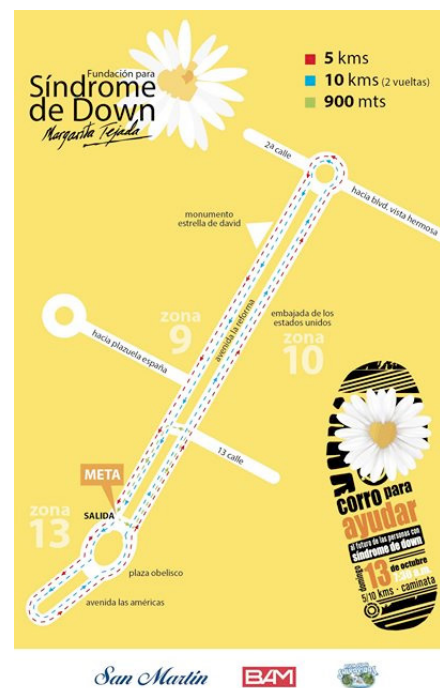 Fundación para
Síndrome
de Down
Margarita Tejada
5 kms
10 kms (2 vueltas)
900 mts
2ª calle
hacia blvd. vista hermosa
monumento
estrella de david
zona
9
avenida la reforma
embajada de los
estados unidos
zona
10
hacia plazuela españa
13 calle
META
SALIDA
zona
13
plaza obelisco
avenida las américas
corro para
ayudar
al futuro de las personas con
síndrome de down
domingo
13
de octubre
7:30 a.m.
5/10 kms - caminata
San Martín
BAM